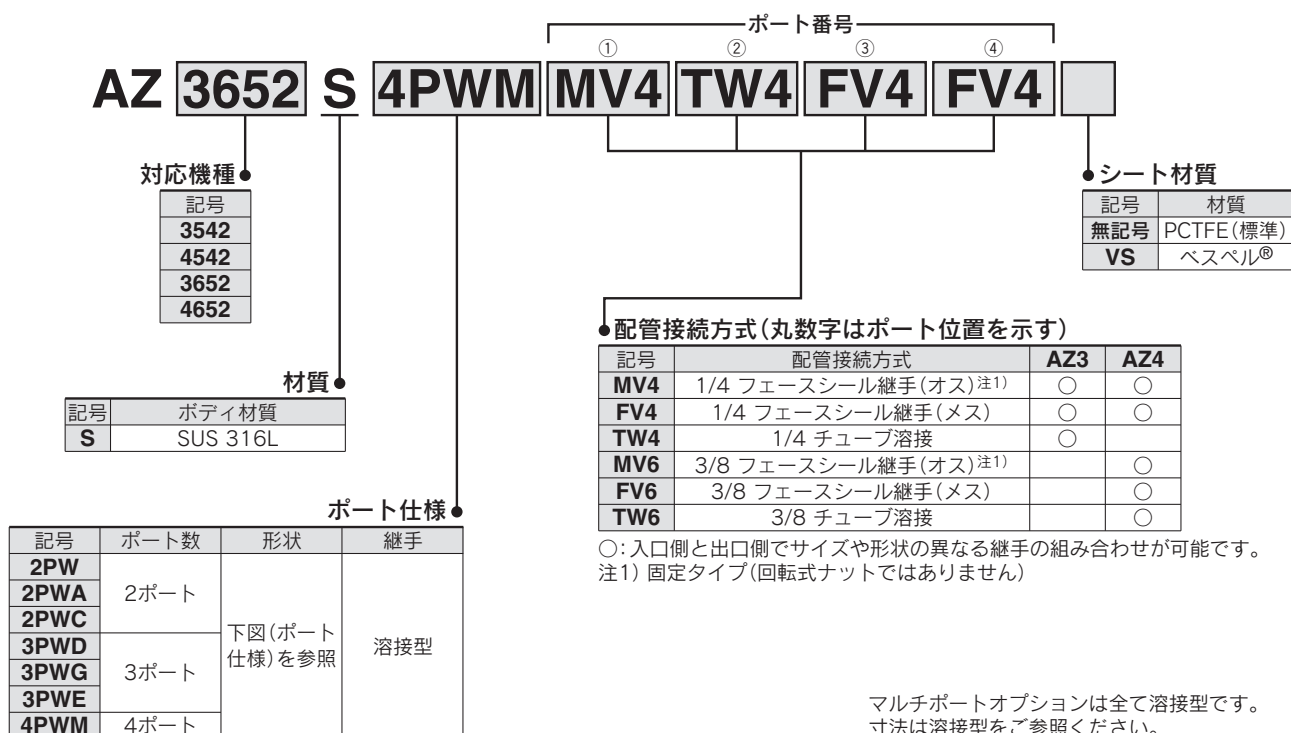 ポート番号
① ② ③ ④
AZ 3652 S 4PWM MV4 TW4 FV4 FV4
対応機種
記号
3542
4542
3652
4652
シート材質
記号 材質
無記号 PCTFE(標準)
VS ベスペル®
材質
記号 ボディ材質
S SUS 316L
配管接続方式(丸数字はポート位置を示す)
記号 配管接続方式 AZ3 AZ4
MV4 1/4 フェースシール継手(オス)注1) ○ ○
FV4 1/4 フェースシール継手(メス) ○ ○
TW4 1/4 チューブ溶接 ○
MV6 3/8 フェースシール継手(オス)注1) ○
FV6 3/8 フェースシール継手(メス) ○
TW6 3/8 チューブ溶接 ○
○:入口側と出口側でサイズや形状の異なる継手の組み合わせが可能です。
注1) 固定タイプ(回転式ナットではありません)
ポート仕様
記号 ポート数 形状 継手
2PW
2PWA 2ポート
2PWC
3PWD
3PWG 3ポート
3PWE
4PWM 4ポート
下図(ポート
仕様)を参照
溶接型
マルチポートオプションは全て溶接型です。
寸法は溶接型をご参照ください。